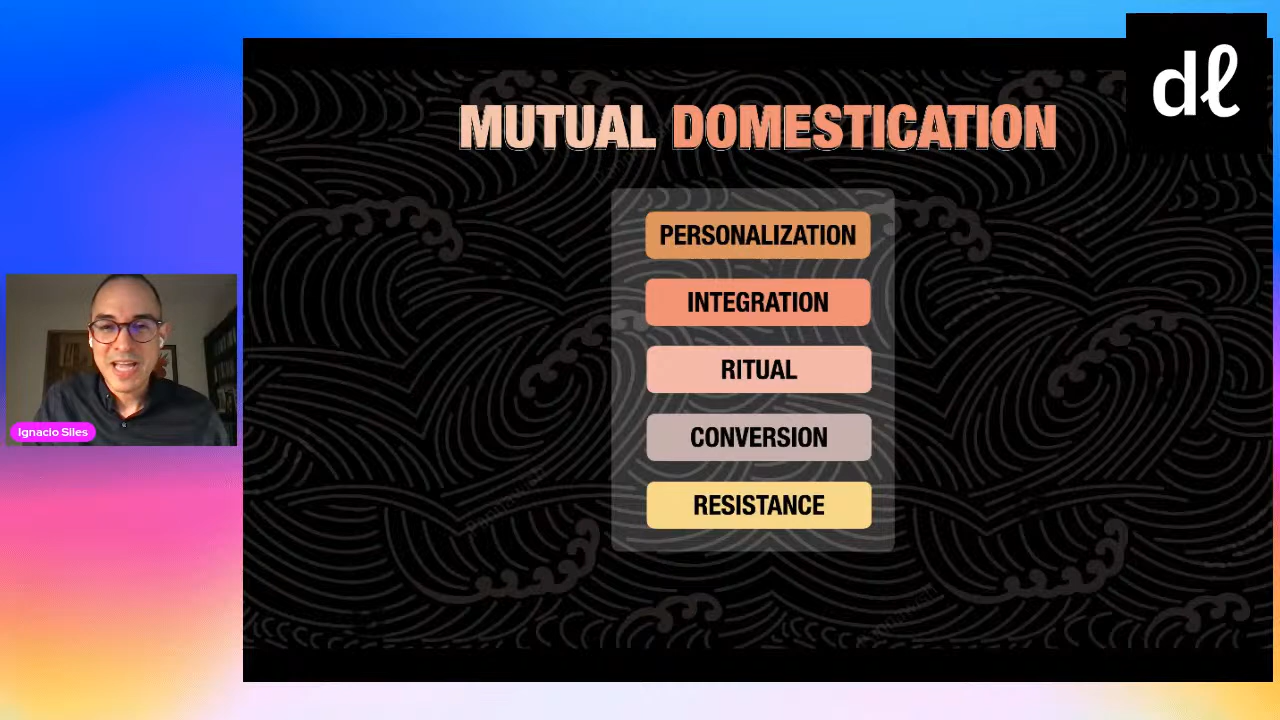 dl
MUTUAL DOMESTICATION
PERSONALIZATION
INTEGRATION
RITUAL
CONVERSION
RESISTANCE
Ignacio Siles